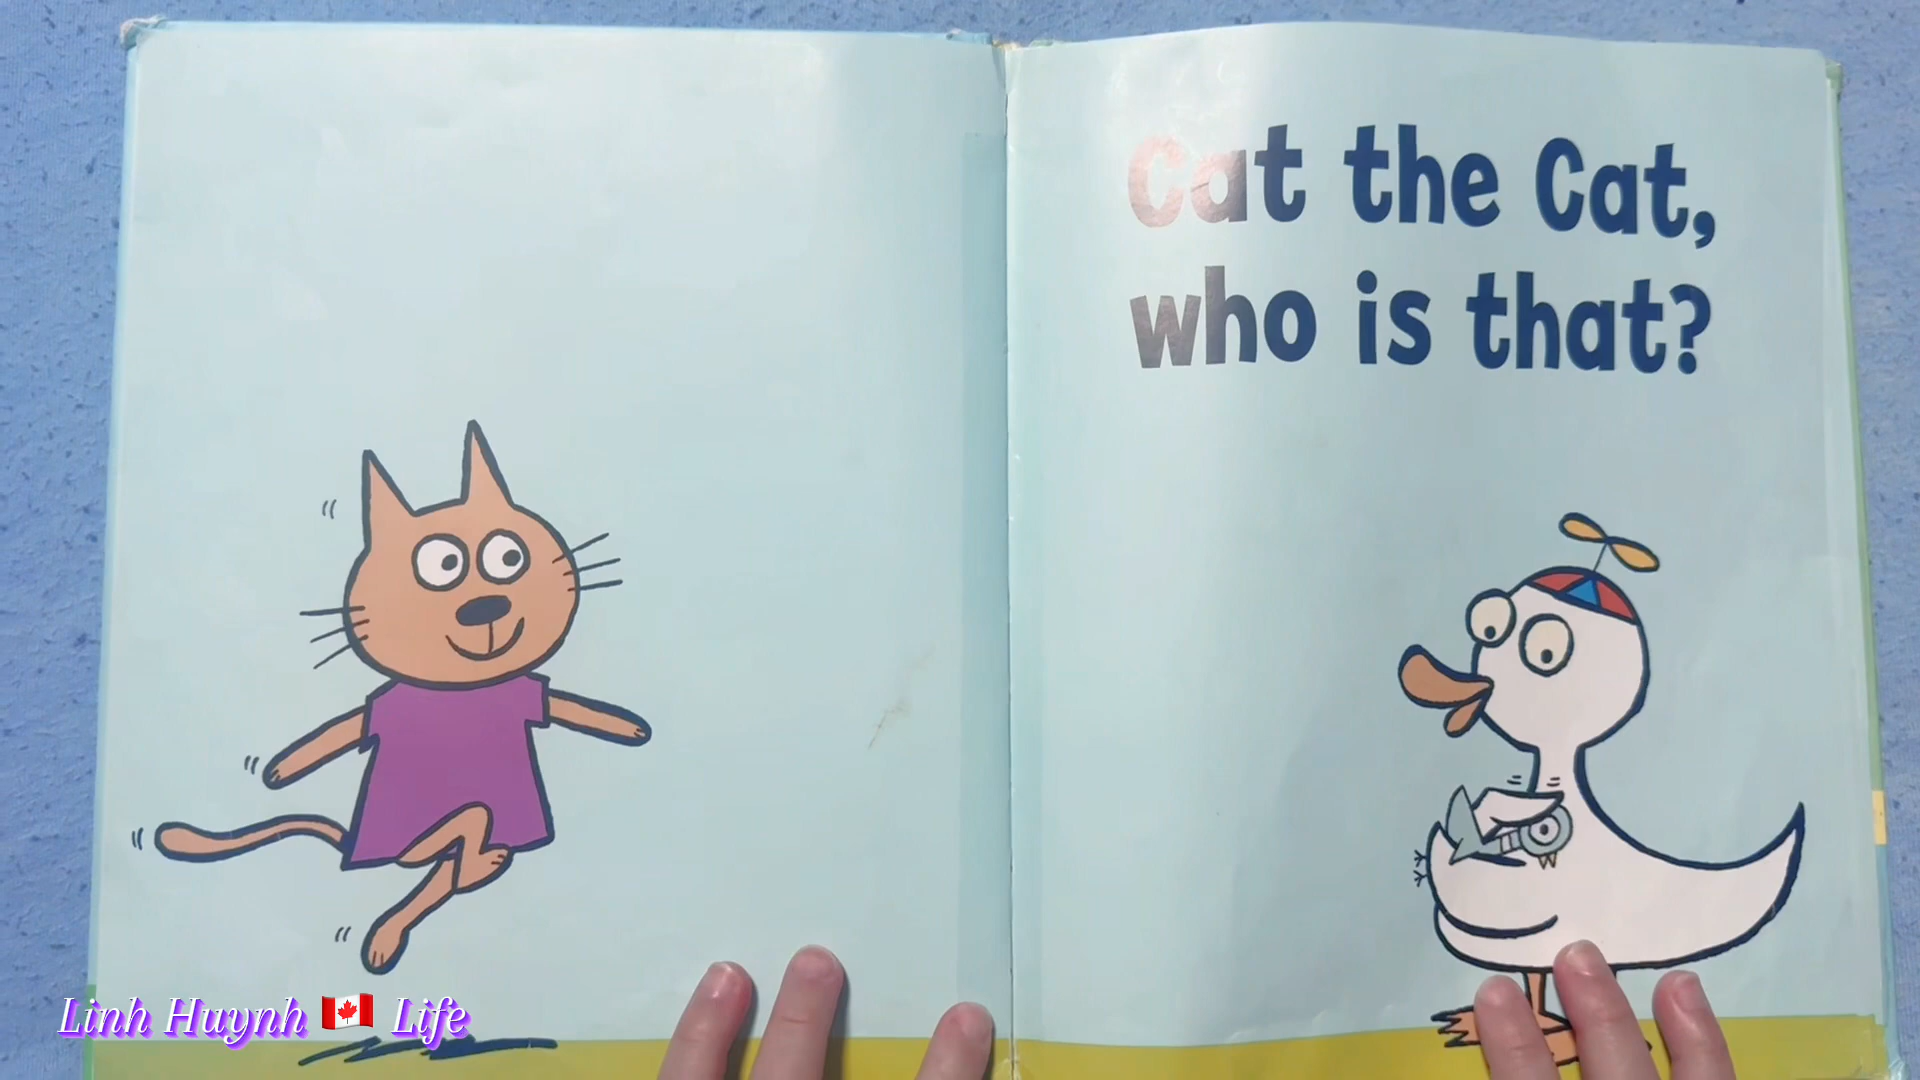 Cat the Cat,
who is that?
Linh Huynh 🇨🇦 Life